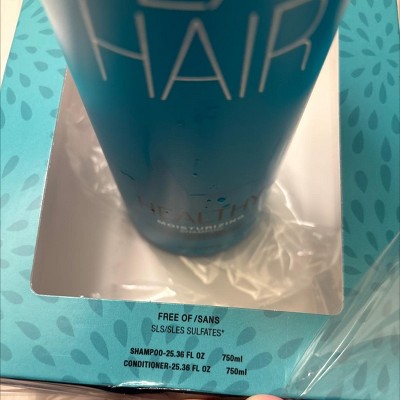 HAIR
HEALTHY
MOISTURIZING
FREE OF/SANS
SLS/SLES SULFATES*
SHAMPOO-25.36 FL OZ 750ml
CONDITIONER-25.36 FL OZ 750ml